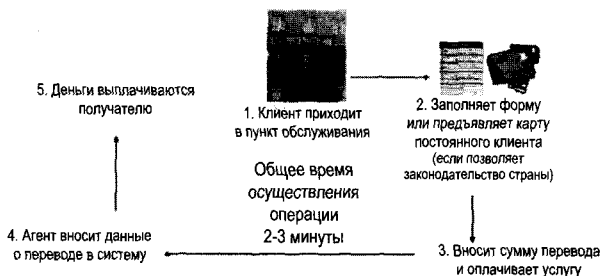 1. Клиент приходит
в пункт обслуживания
2. Заполняет форму
или предъявляет карту
постоянного клиента
(если позволяет
законодательство страны)
3. Вносит сумму перевода
и оплачивает услугу
4. Агент вносит данные
о переводе в систему
5. Деньги выплачиваются
получателю
Общее время
осуществления
операции
2-3 минуты